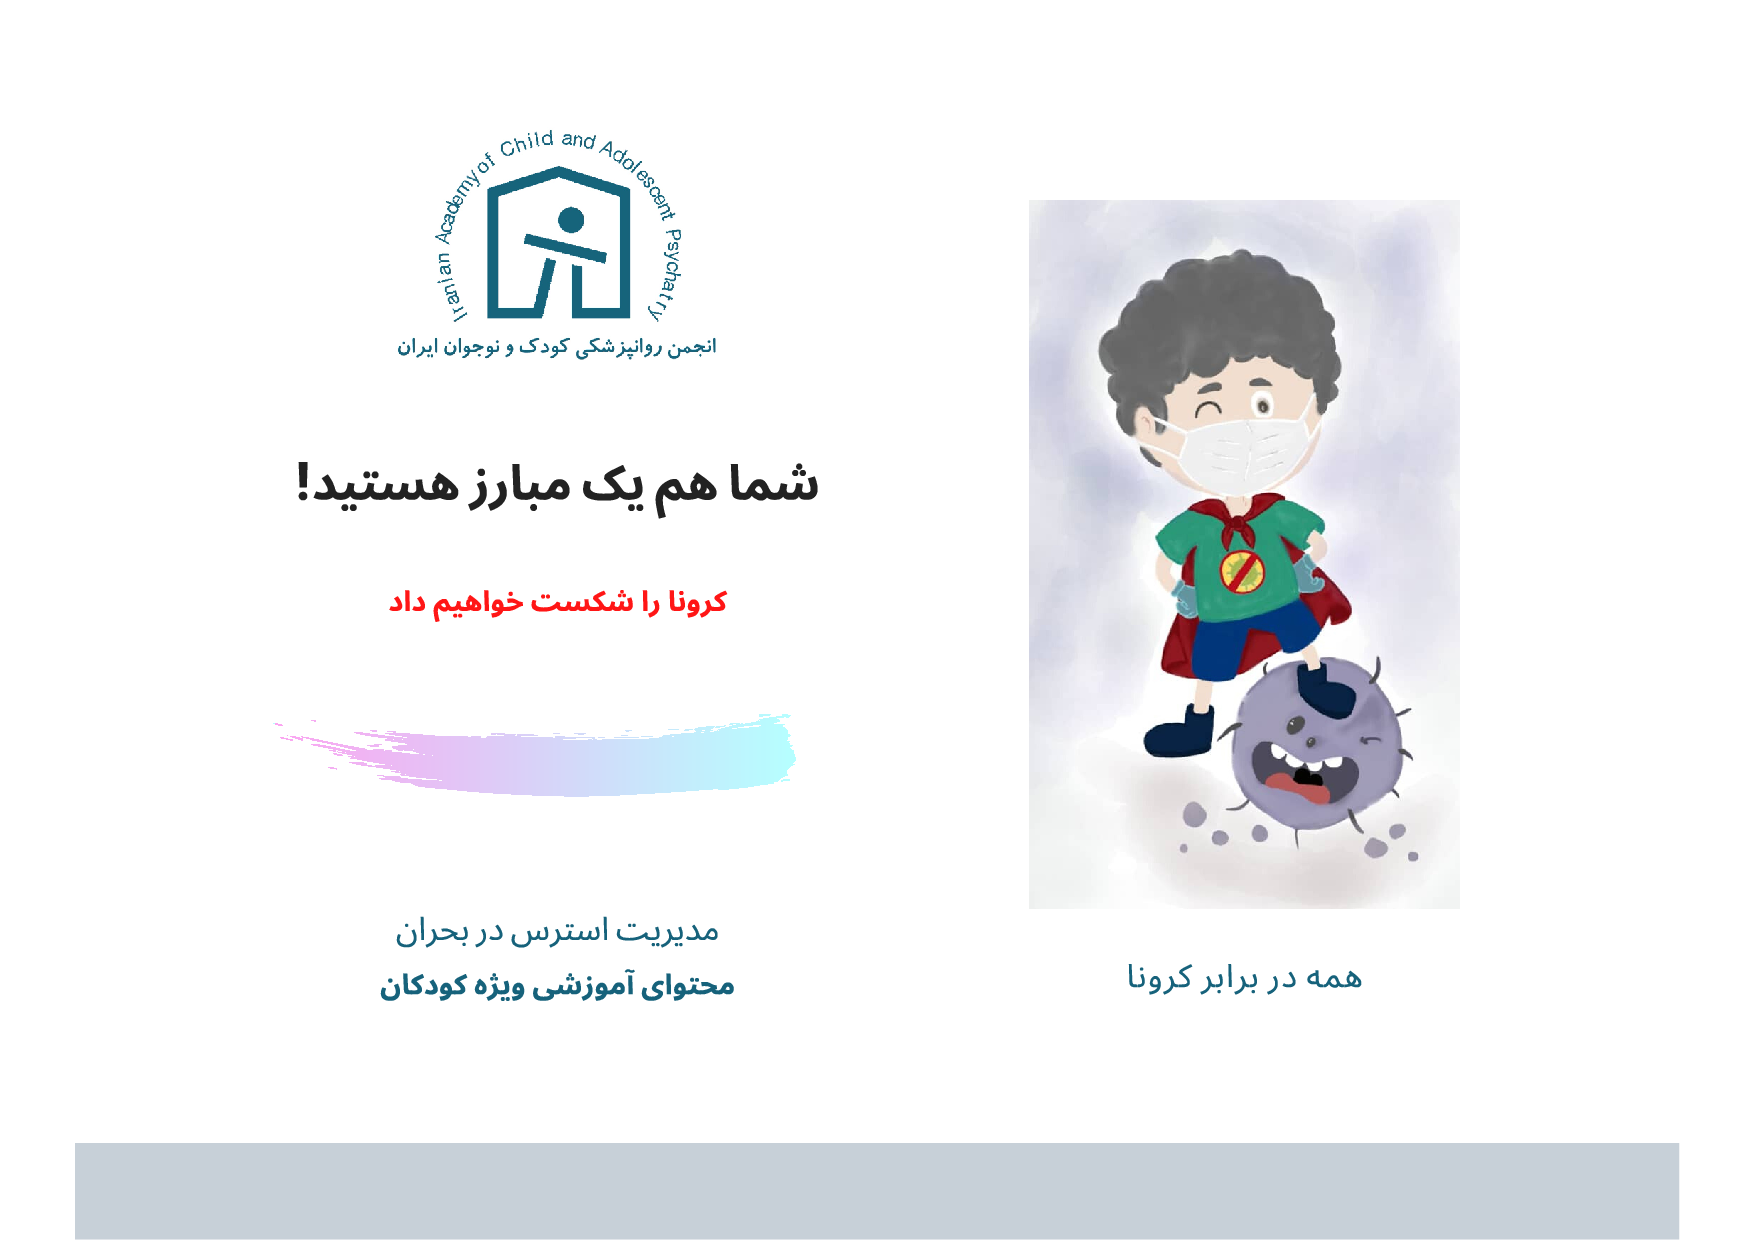 Iranian Academy of Child and Adolescent Psychatry
انجمن روانپزشکی کودک و نوجوان ایران
شما هم یک مبارز هستید!
کرونا را شکست خواهیم داد
مدیریت استرس در بحران
محتوای آموزشی ویژه کودکان
همه در برابر کرونا